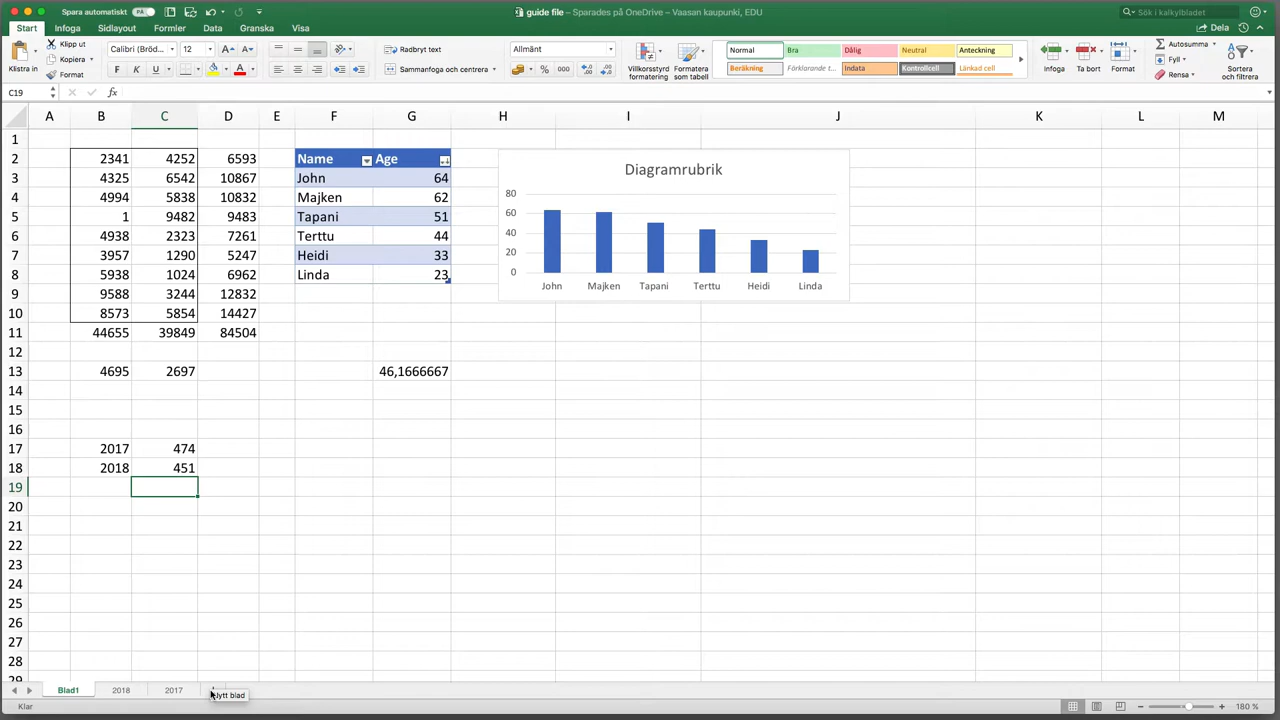 Spara automatiskt PÅ
guide file – Sparades på OneDrive – Vaasan kaupunki, EDU
Sök i kalkylbladet
Start Infoga Sidlayout Formler Data Granska Visa
Dela
Klistra in
Klipp ut
Kopiera
Format
Calibri (Bröd... 12
F K U
Radbryt text
Sammanfoga och centrera
Allmänt
% 000
Villkorsstyrd formatering
Formatera som tabell
Normal Bra Dålig Neutral Anteckning
Beräkning Förklarande t... Indata Kontrollcell Länkad cell
Infoga Ta bort Format
Autosumma
Fyll
Rensa
Sortera och filtrera
C19 fx
A B C D E F G H I J K L M
1
2 2341 4252 6593 Name Age
3 4325 6542 10867 John 64
4 4994 5838 10832 Majken 62
5 1 9482 9483 Tapani 51
6 4938 2323 7261 Terttu 44
7 3957 1290 5247 Heidi 33
8 5938 1024 6962 Linda 23
9 9588 3244 12832
10 8573 5854 14427
11 44655 39849 84504
12
13 4695 2697 46,1666667
14
15
16
17 2017 474
18 2018 451
19
20
21
22
23
24
25
26
27
28
29
Diagramrubrik
80
60
40
20
0
John Majken Tapani Terttu Heidi Linda
Blad1 2018 2017
blad
Klar
180 %